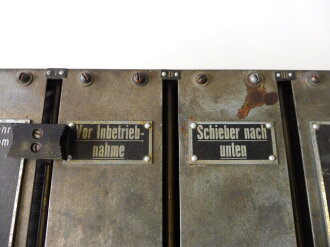 Vor Inbetrieb-
nahme
Schieber nach
unten